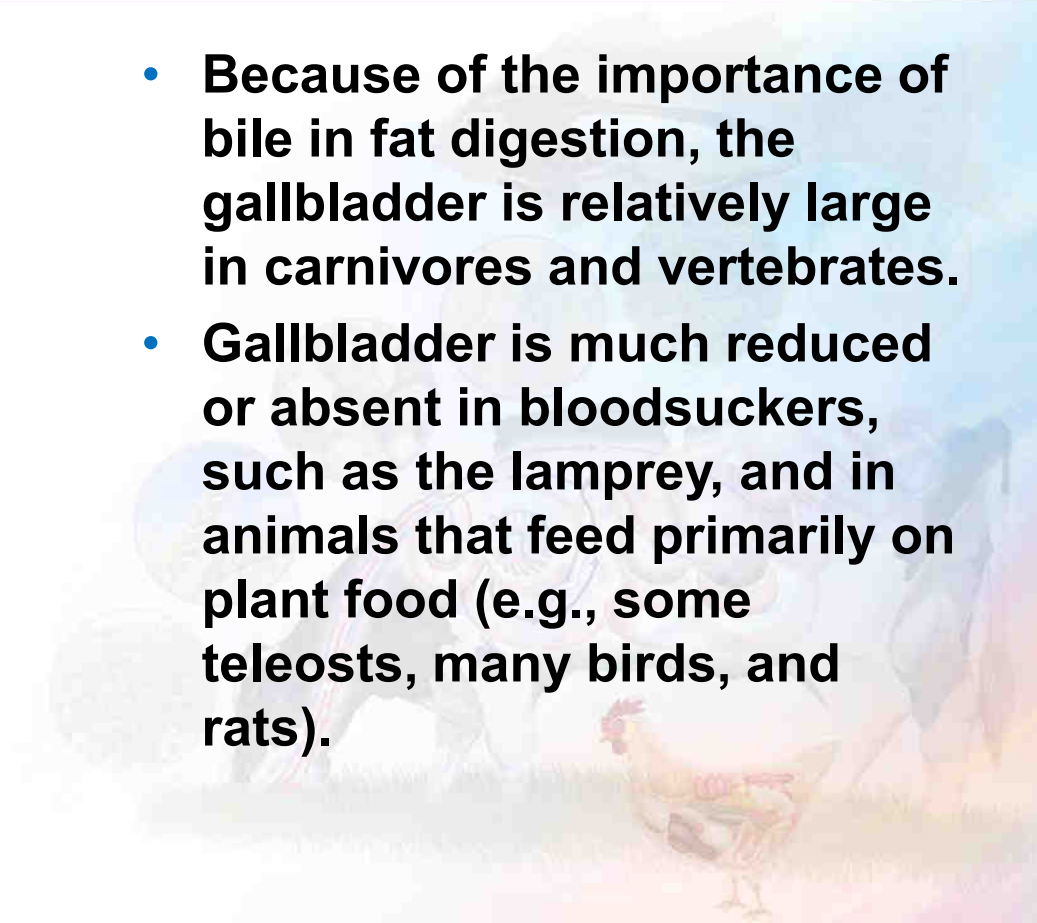 • Because of the importance of
bile in fat digestion, the
gallbladder is relatively large
in carnivores and vertebrates.
• Gallbladder is much reduced
or absent in bloodsuckers,
such as the lamprey, and in
animals that feed primarily on
plant food (e.g., some
teleosts, many birds, and
rats).